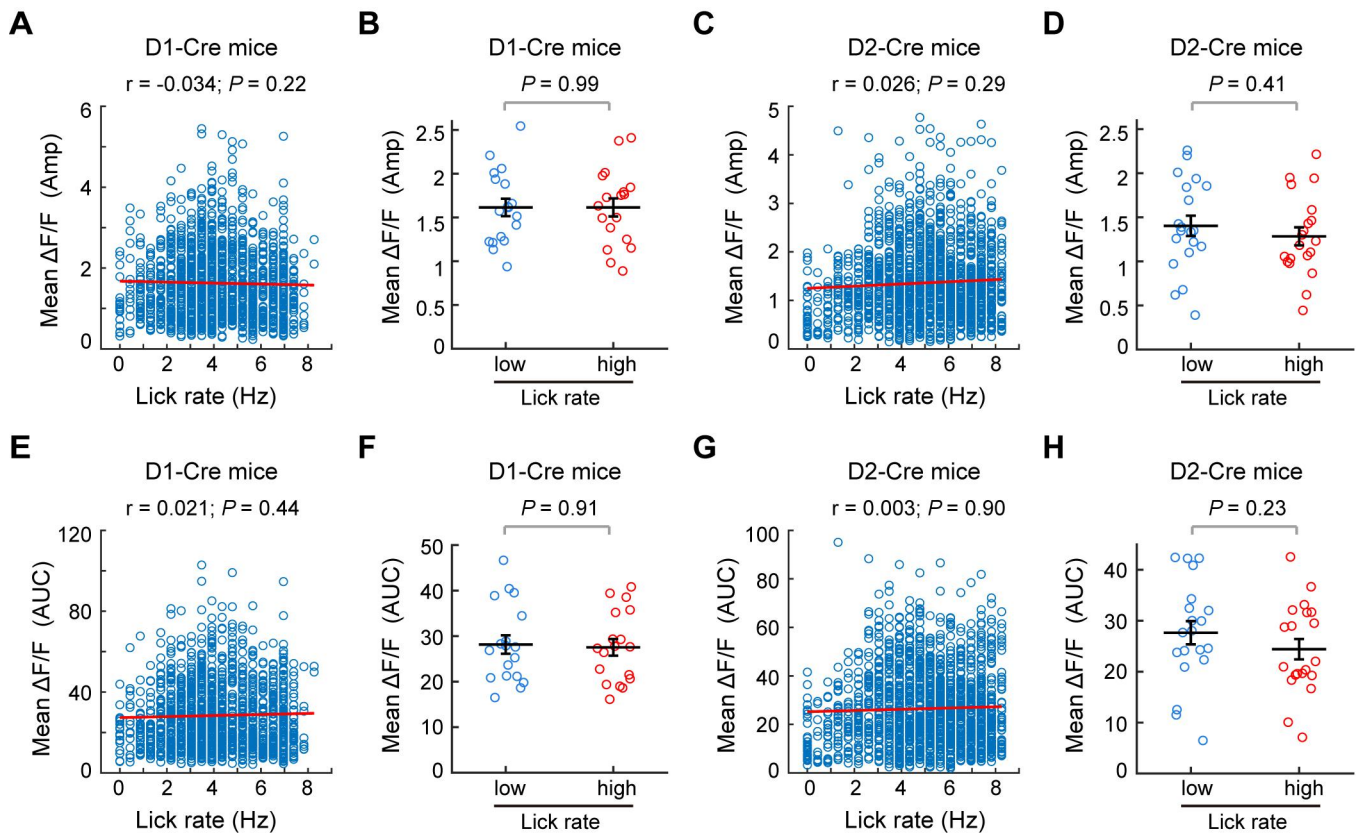 A
D1-Cre mice
r = -0.034; P = 0.22
Mean ΔF/F (Amp)
6
4
2
0
0 2 4 6 8
Lick rate (Hz)
B
D1-Cre mice
P = 0.99
Mean ΔF/F (Amp)
2.5
2
1.5
1
0.5
0
low high
Lick rate
C
D2-Cre mice
r = 0.026; P = 0.29
Mean ΔF/F (Amp)
5
4
3
2
1
0
0 2 4 6 8
Lick rate (Hz)
D
D2-Cre mice
P = 0.41
Mean ΔF/F (Amp)
2.5
2
1.5
1
0.5
0
low high
Lick rate
E
D1-Cre mice
r = 0.021; P = 0.44
Mean ΔF/F (AUC)
120
80
40
0
0 2 4 6 8
Lick rate (Hz)
F
D1-Cre mice
P = 0.91
Mean ΔF/F (AUC)
50
40
30
20
10
0
low high
Lick rate
G
D2-Cre mice
r = 0.003; P = 0.90
Mean ΔF/F (AUC)
100
80
60
40
20
0
0 2 4 6 8
Lick rate (Hz)
H
D2-Cre mice
P = 0.23
Mean ΔF/F (AUC)
40
30
20
10
0
low high
Lick rate